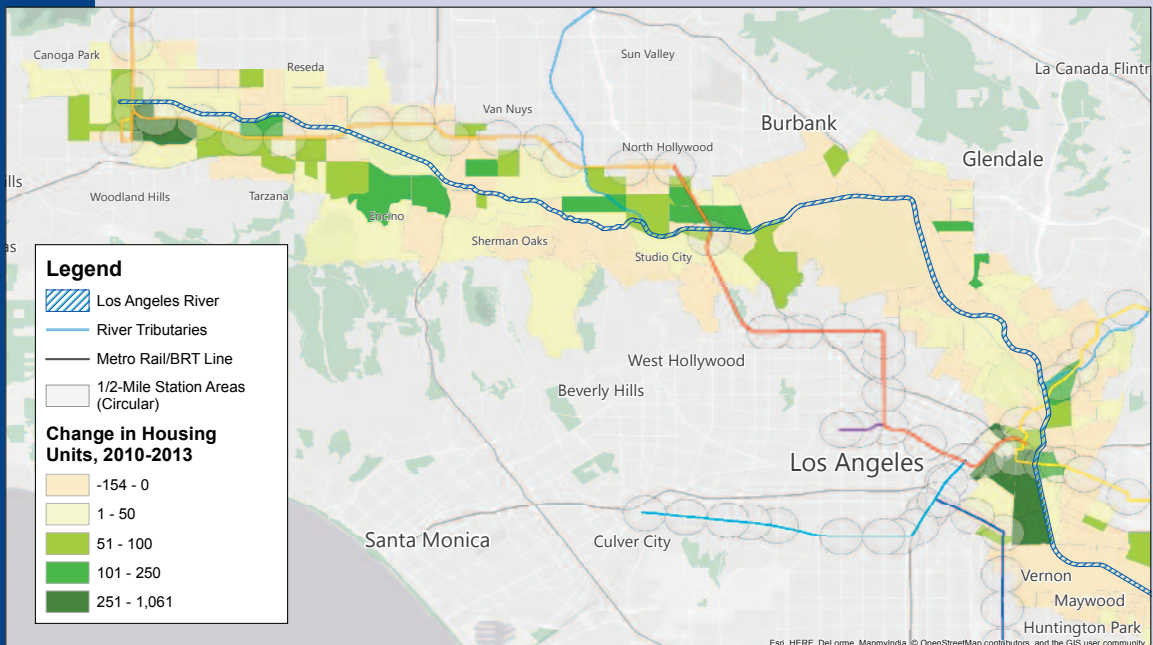 Canoga Park
Reseda
Sun Valley
La Canada Flintr
Van Nuys
Burbank
North Hollywood
Glendale
ills
Woodland Hills
Tarzana
Encino
Sherman Oaks
Studio City
as
West Hollywood
Beverly Hills
Los Angeles
Santa Monica
Culver City
Vernon
Maywood
Huntington Park
Legend
Los Angeles River
River Tributaries
Metro Rail/BRT Line
1/2-Mile Station Areas
(Circular)
Change in Housing
Units, 2010-2013
-154 - 0
1 - 50
51 - 100
101 - 250
251 - 1,061
Esri, HERE, DeLorme, MapmyIndia, © OpenStreetMap contributors, and the GIS user community